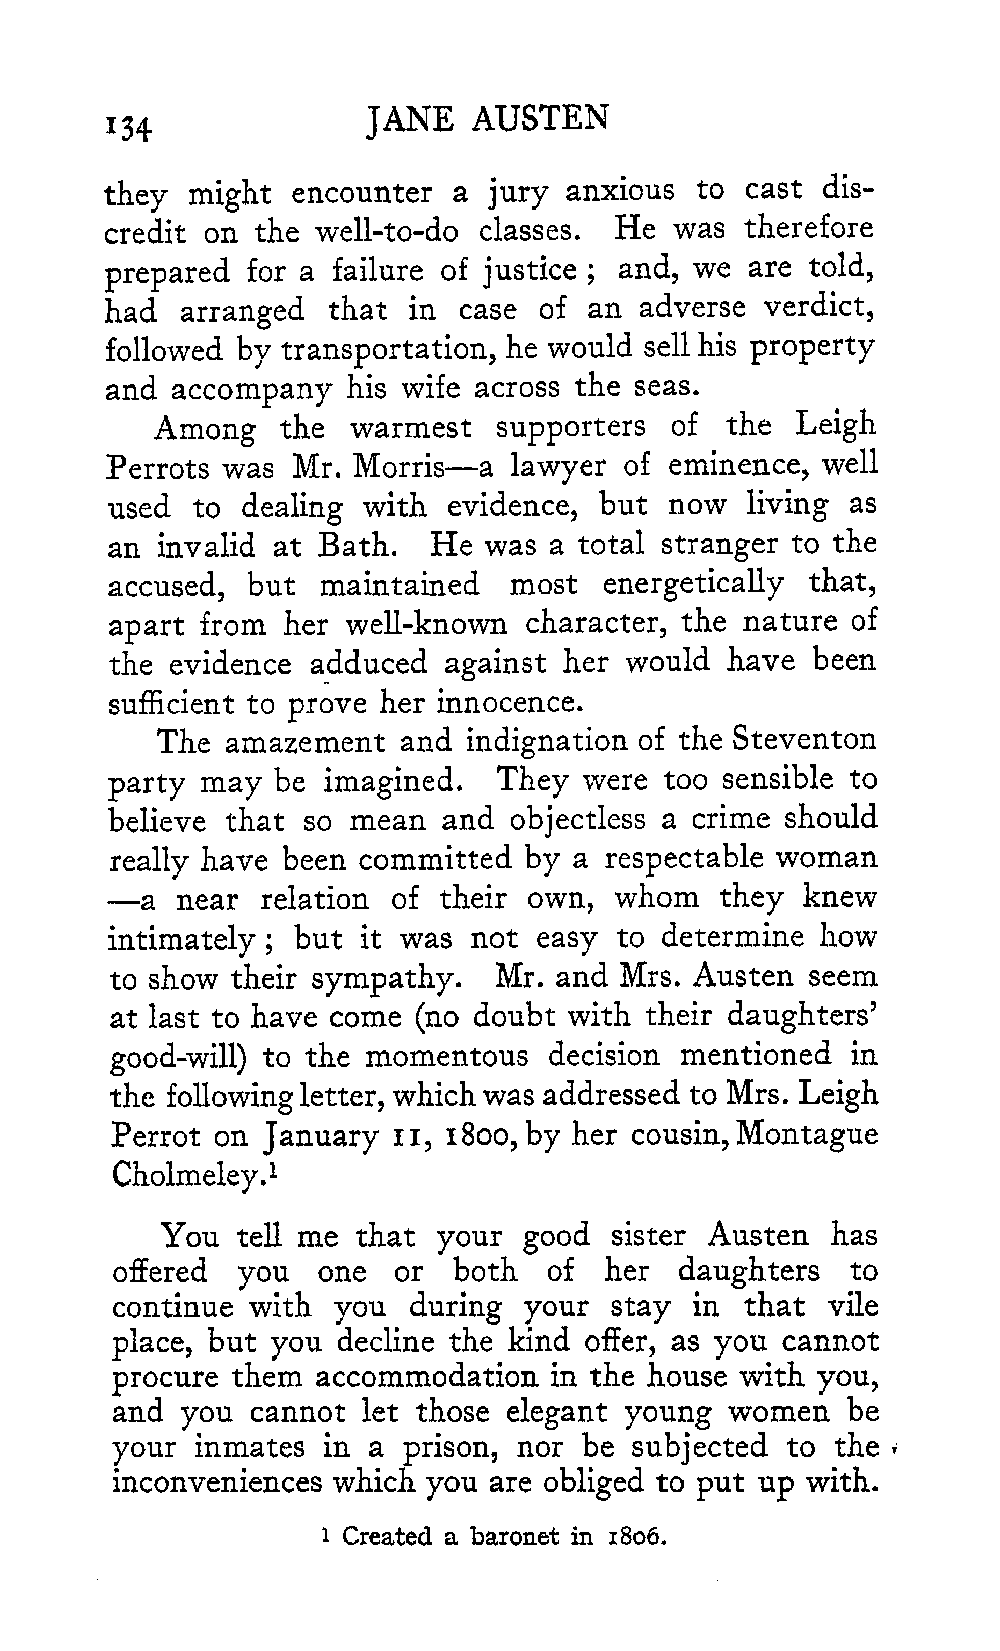 134 JANE AUSTEN
they might encounter a jury anxious to cast dis-
credit on the well-to-do classes. He was therefore
prepared for a failure of justice ; and, we are told,
had arranged that in case of an adverse verdict,
followed by transportation, he would sell his property
and accompany his wife across the seas.
Among the warmest supporters of the Leigh
Perrots was Mr. Morris—a lawyer of eminence, well
used to dealing with evidence, but now living as
an invalid at Bath. He was a total stranger to the
accused, but maintained most energetically that,
apart from her well-known character, the nature of
the evidence adduced against her would have been
sufficient to prove her innocence.
The amazement and indignation of the Steventon
party may be imagined. They were too sensible to
believe that so mean and objectless a crime should
really have been committed by a respectable woman
—a near relation of their own, whom they knew
intimately ; but it was not easy to determine how
to show their sympathy. Mr. and Mrs. Austen seem
at last to have come (no doubt with their daughters’
good-will) to the momentous decision mentioned in
the following letter, which was addressed to Mrs. Leigh
Perrot on January 11, 1800, by her cousin, Montague
Cholmeley.¹
You tell me that your good sister Austen has
offered you one or both of her daughters to
continue with you during your stay in that vile
place, but you decline the kind offer, as you cannot
procure them accommodation in the house with you,
and you cannot let those elegant young women be
your inmates in a prison, nor be subjected to the
inconveniences which you are obliged to put up with.
¹ Created a baronet in 1806.